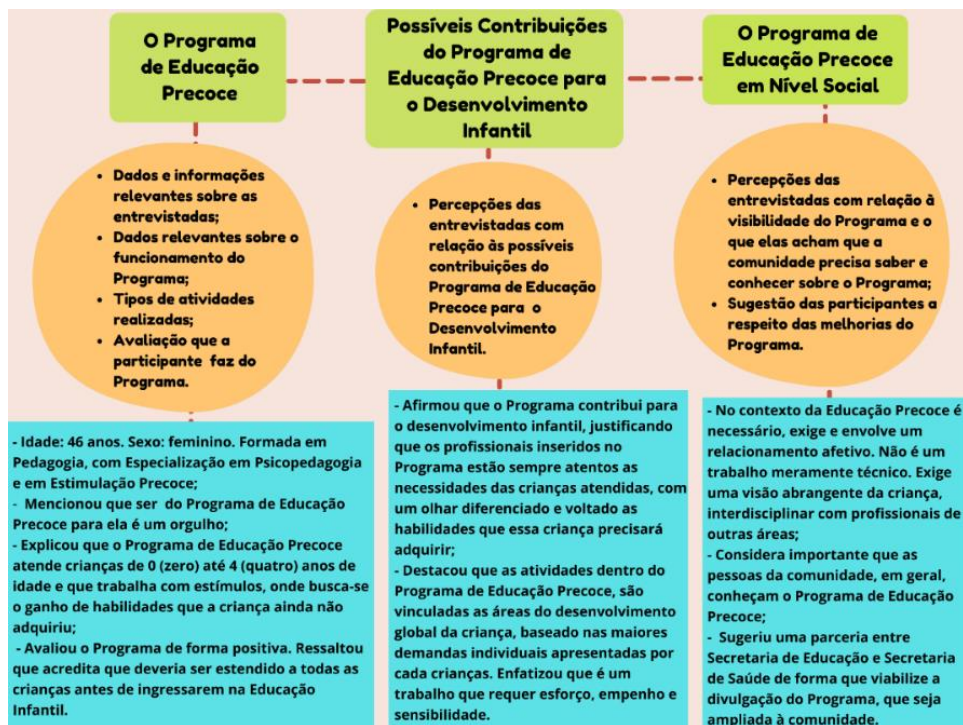 O Programa
de Educação
Precoce
Possíveis Contribuições
do Programa de
Educação Precoce para
o Desenvolvimento
Infantil
O Programa de
Educação Precoce
em Nível Social
• Dados e informações
relevantes sobre as
entrevistadas;
• Dados relevantes sobre o
funcionamento do
Programa;
• Tipos de atividades
realizadas;
• Avaliação que a
participante faz do
Programa.
• Percepções das
entrevistadas com
relação às possíveis
contribuições do
Programa de Educação
Precoce para o
Desenvolvimento
Infantil.
• Percepções das
entrevistadas com relação à
visibilidade do Programa e o
que elas acham que a
comunidade precisa saber e
conhecer sobre o Programa;
• Sugestão das participantes a
respeito das melhorias do
Programa.
- Idade: 46 anos. Sexo: feminino. Formada em
Pedagogia, com Especialização em Psicopedagogia
e em Estimulação Precoce;
- Mencionou que ser do Programa de Educação
Precoce para ela é um orgulho;
- Explicou que o Programa de Educação Precoce
atende crianças de 0 (zero) até 4 (quatro) anos de
idade e que trabalha com estímulos, onde busca-se
o ganho de habilidades que a criança ainda não
adquiriu;
- Avaliou o Programa de forma positiva. Ressaltou
que acredita que deveria ser estendido a todas as
crianças antes de ingressarem na Educação
Infantil.
- Afirmou que o Programa contribui para
o desenvolvimento infantil, justificando
que os profissionais inseridos no
Programa estão sempre atentos as
necessidades das crianças atendidas, com
um olhar diferenciado e voltado as
habilidades que essa criança precisará
adquirir;
- Destacou que as atividades dentro do
Programa de Educação Precoce, são
vinculadas as áreas do desenvolvimento
global da criança, baseado nas maiores
demandas individuais apresentadas por
cada crianças. Enfatizou que é um
trabalho que requer esforço, empenho e
sensibilidade.
- No contexto da Educação Precoce é
necessário, exige e envolve um
relacionamento afetivo. Não é um
trabalho meramente técnico. Exige
uma visão abrangente da criança,
interdisciplinar com profissionais de
outras áreas;
- Considera importante que as
pessoas da comunidade, em geral,
conheçam o Programa de Educação
Precoce;
- Sugeriu uma parceria entre
Secretaria de Educação e Secretaria
de Saúde de forma que viabilize a
divulgação do Programa, que seja
ampliada à comunidade.